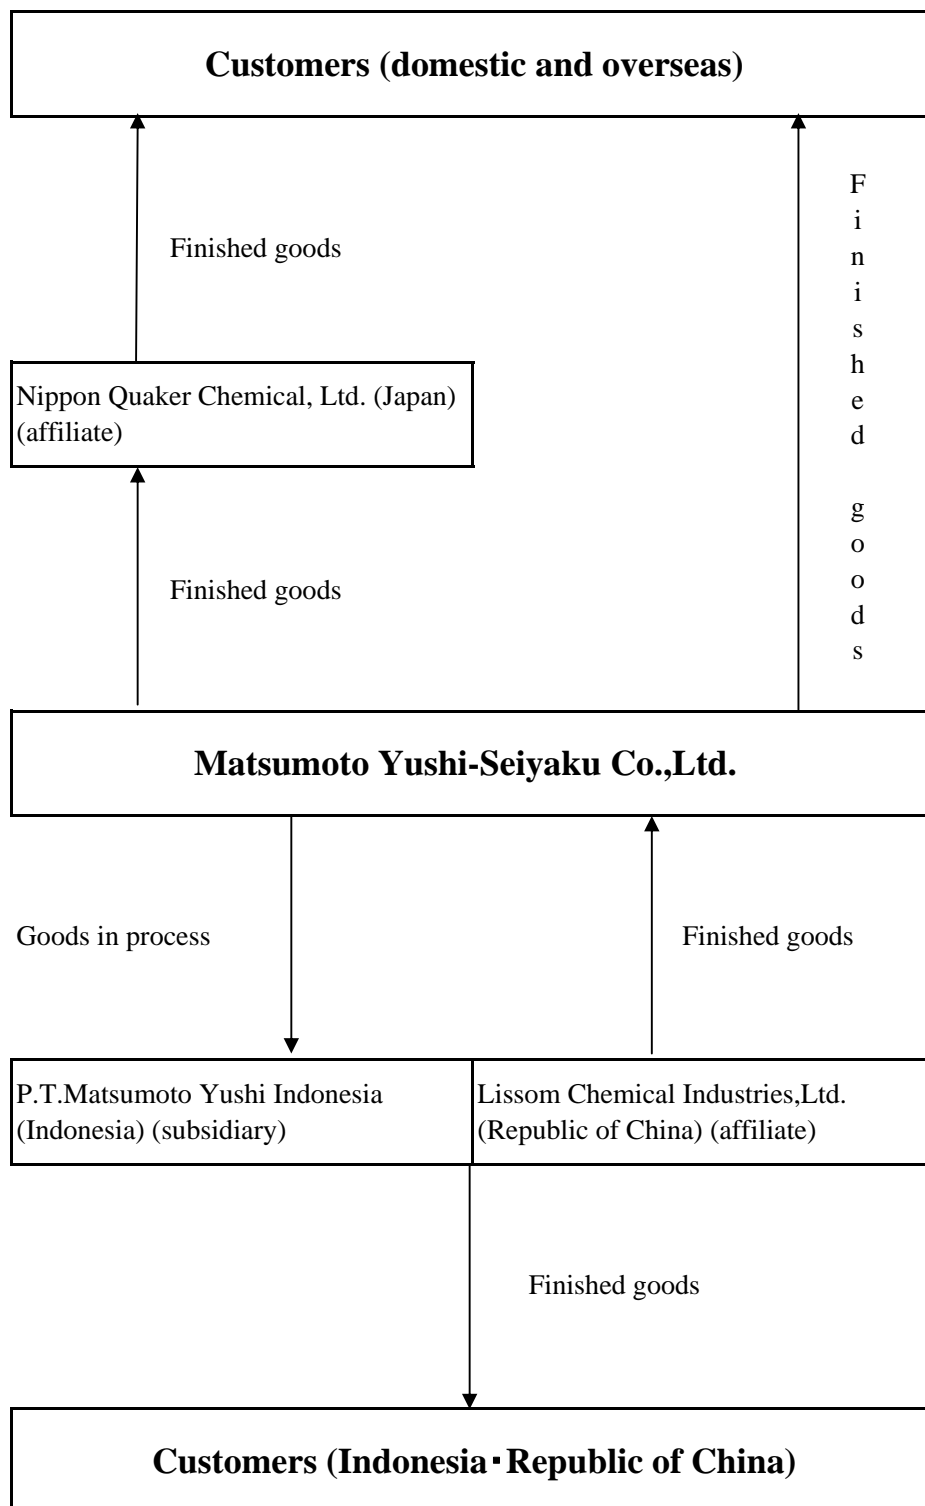 Customers (domestic and overseas)
Finished goods
Finished goods
Nippon Quaker Chemical, Ltd. (Japan)
(affiliate)
Finished goods
Matsumoto Yushi-Seiyaku Co.,Ltd.
Goods in process
Finished goods
P.T.Matsumoto Yushi Indonesia
(Indonesia) (subsidiary)
Lissom Chemical Industries,Ltd.
(Republic of China) (affiliate)
Finished goods
Customers (Indonesia・Republic of China)